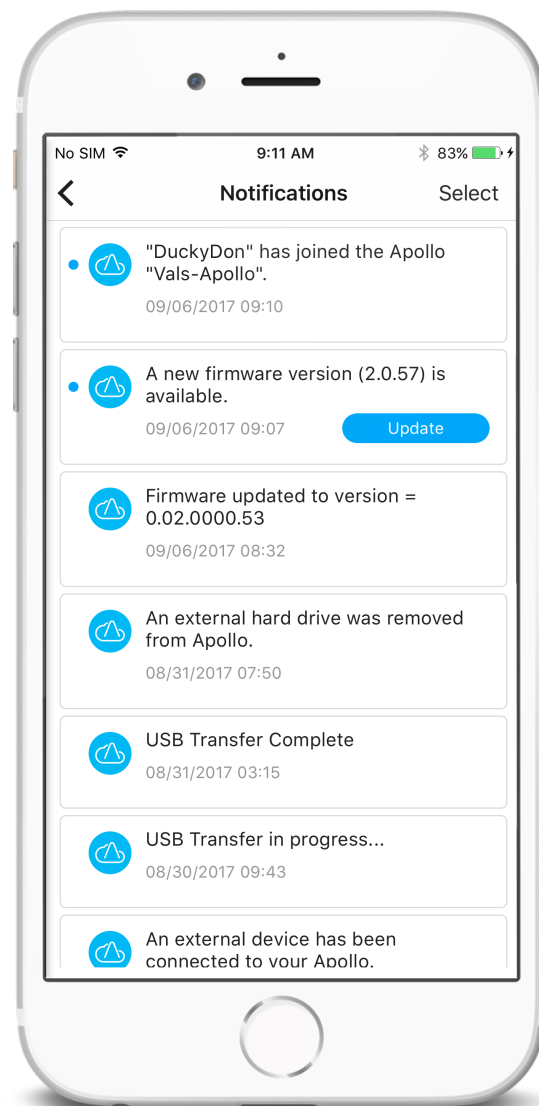 No SIM 9:11 AM 83%
Notifications Select
"DuckyDon" has joined the Apollo
"Vals-Apollo".
09/06/2017 09:10
A new firmware version (2.0.57) is
available.
09/06/2017 09:07 Update
Firmware updated to version =
0.02.0000.53
09/06/2017 08:32
An external hard drive was removed
from Apollo.
08/31/2017 07:50
USB Transfer Complete
08/31/2017 03:15
USB Transfer in progress...
08/30/2017 09:43
An external device has been
connected to your Apollo.